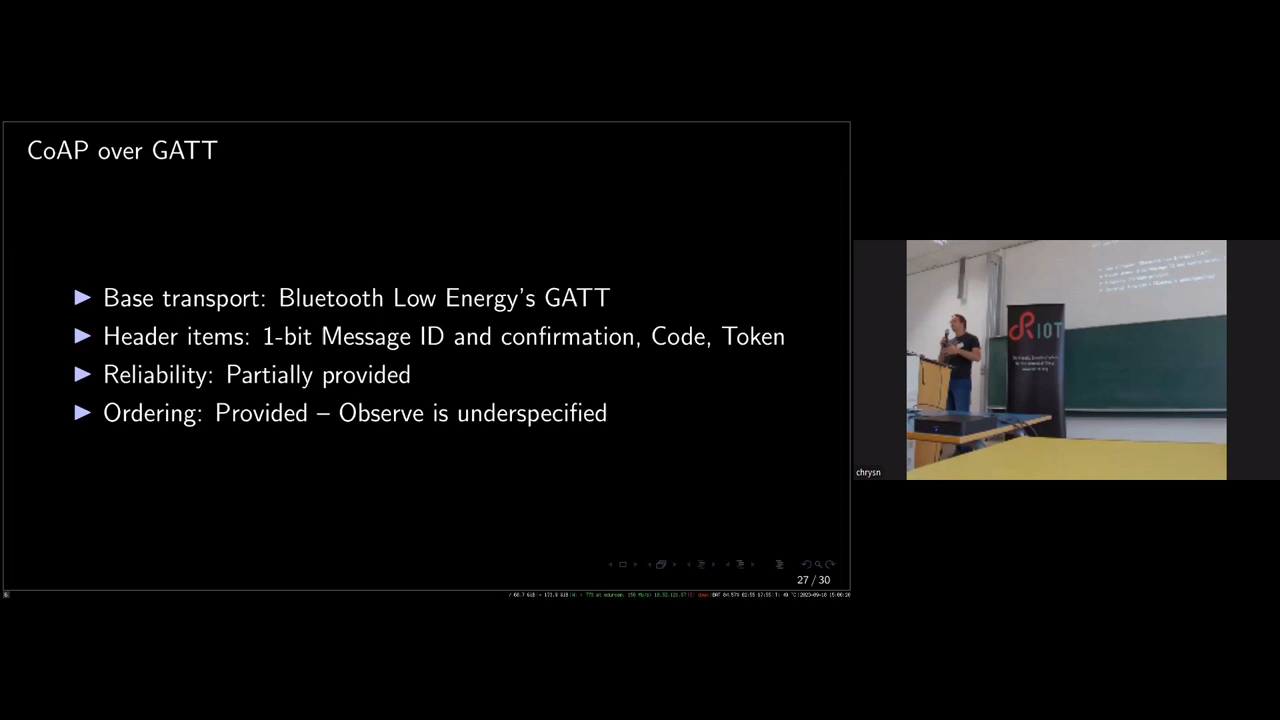 CoAP over GATT
▶ Base transport: Bluetooth Low Energy's GATT
▶ Header items: 1-bit Message ID and confirmation, Code, Token
▶ Reliability: Partially provided
▶ Ordering: Provided – Observe is underspecified
27 / 30
RIOT
chrysn